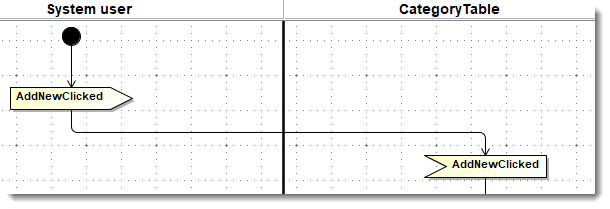 System user
CategoryTable
AddNewClicked
AddNewClicked